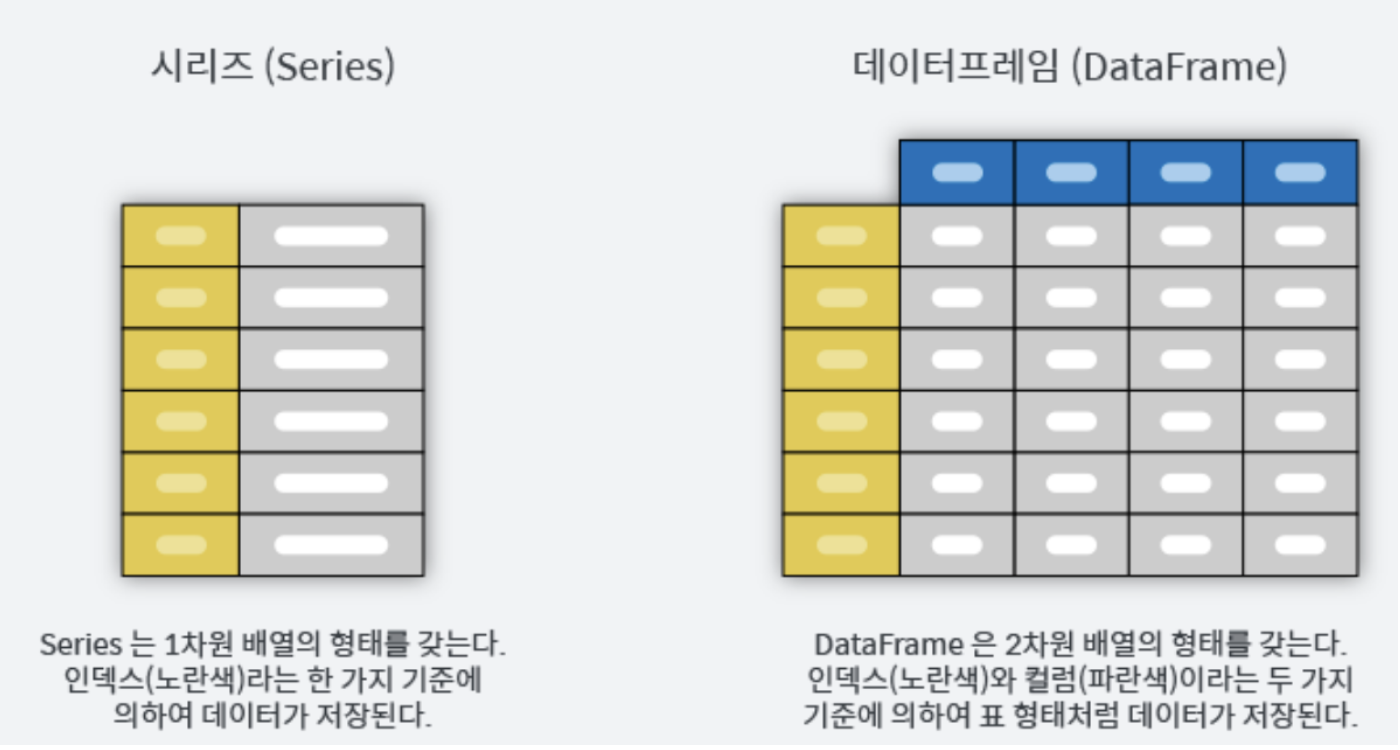 시리즈 (Series)
Series 는 1차원 배열의 형태를 갖는다.
인덱스(노란색)라는 한 가지 기준에
의하여 데이터가 저장된다.
데이터프레임 (DataFrame)
DataFrame 은 2차원 배열의 형태를 갖는다.
인덱스(노란색)와 컬럼(파란색)이라는 두 가지
기준에 의하여 표 형태처럼 데이터가 저장된다.